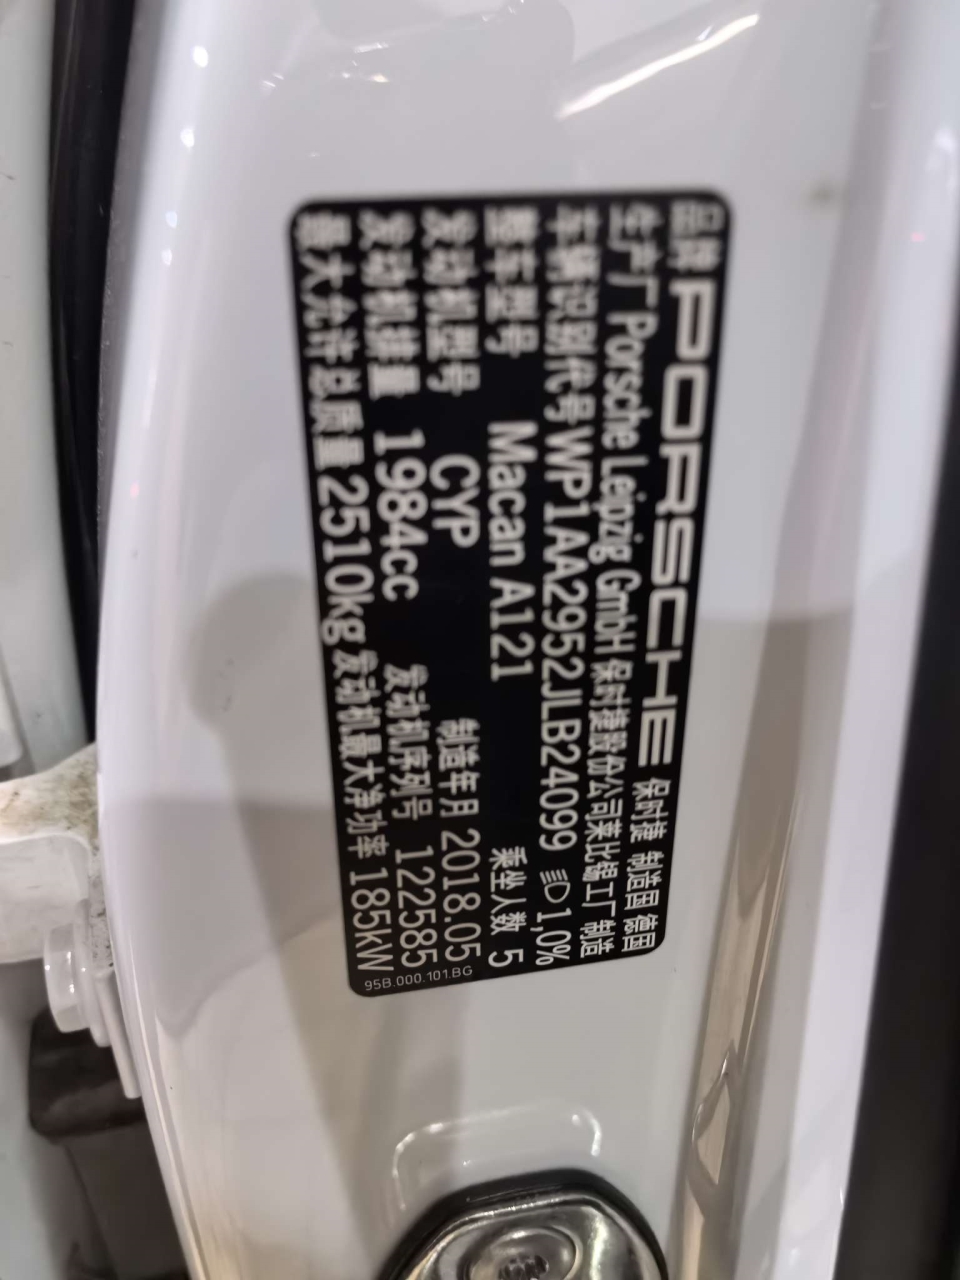 品牌 PORSCHE 保时捷 制造国 德国
生产厂 Porsche Leipzig GmbH 保时捷股份公司莱比锡工厂 制造
车辆识别代号 WP1AA2952JLB24099 1,0%
整车型号 Macan A121 乘坐人数 5
发动机型号 CYP 制造年月 2018.05
发动机排量 1984cc 发动机序列号 122585
最大允许总质量 2510kg 发动机最大净功率 185kW
95B.000.101.BG